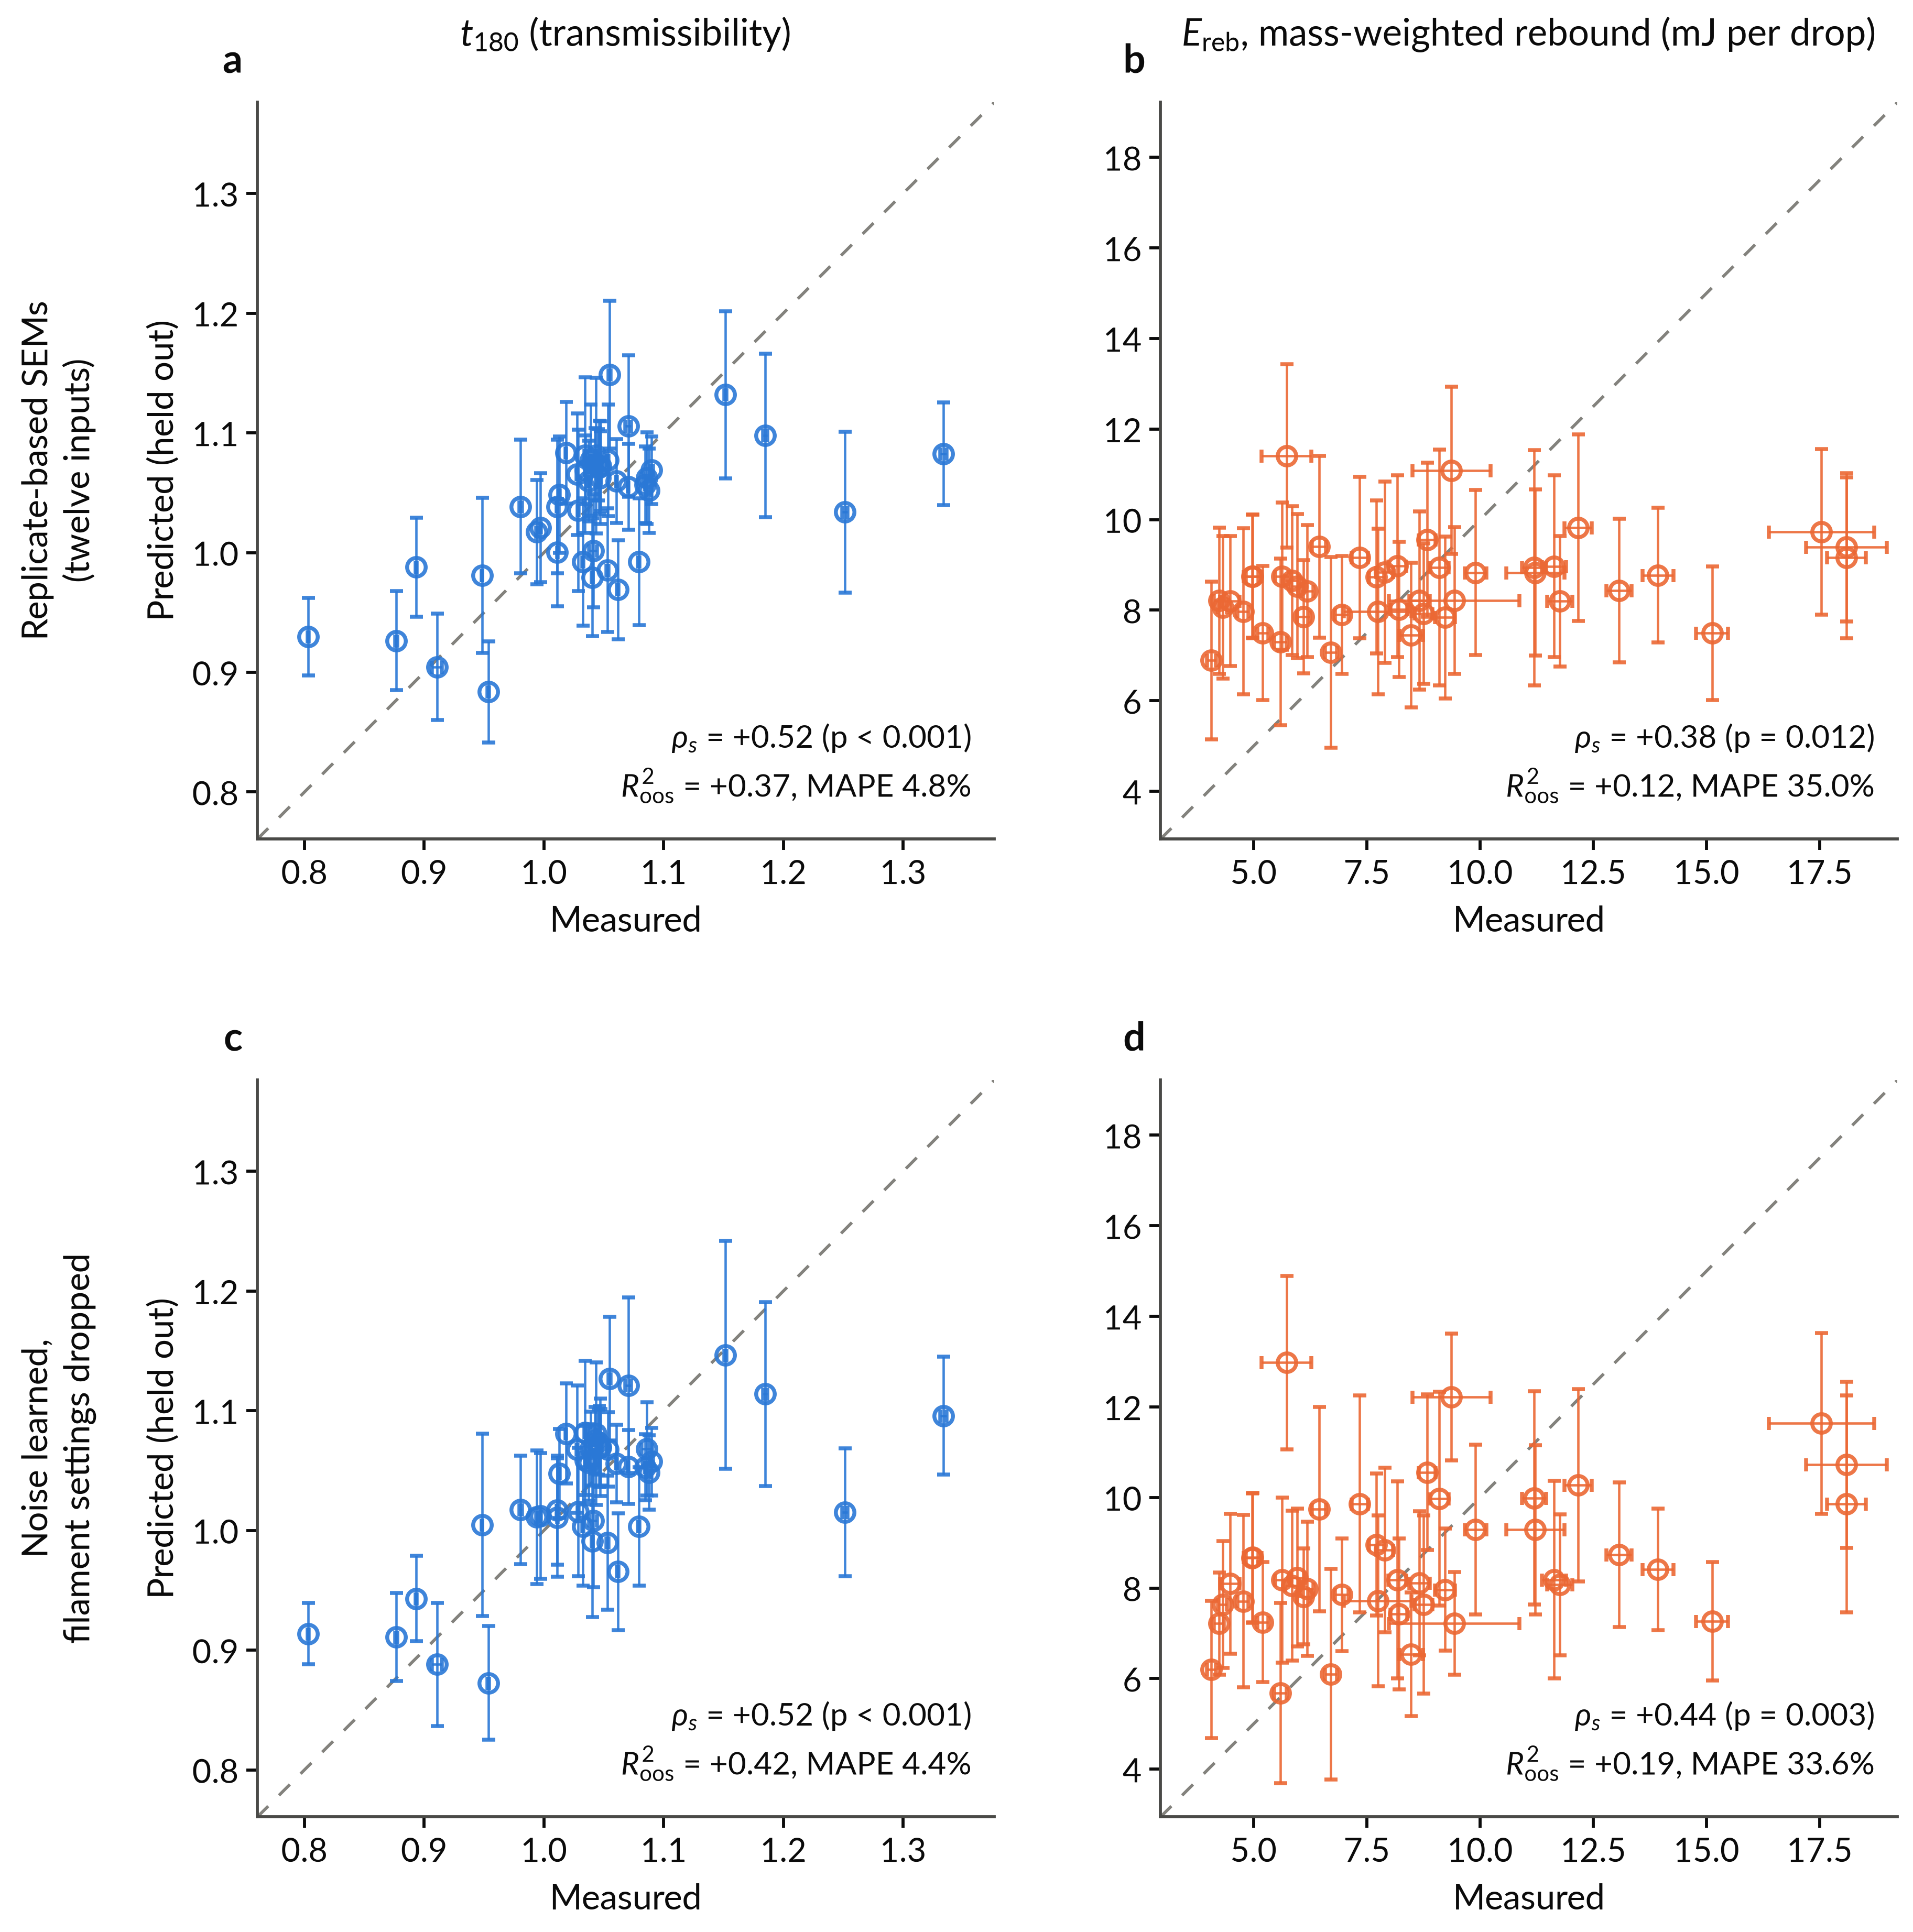 t180 (transmissibility)
Ereb, mass-weighted rebound (mJ per drop)
a
Replicate-based SEMs
(twelve inputs)
Predicted (held out)
1.3
1.2
1.1
1.0
0.9
0.8
ρs = +0.52 (p < 0.001)
R²oos = +0.37, MAPE 4.8%
0.8 0.9 1.0 1.1 1.2 1.3
Measured
b
18
16
14
12
10
8
6
4
ρs = +0.38 (p = 0.012)
R²oos = +0.12, MAPE 35.0%
5.0 7.5 10.0 12.5 15.0 17.5
Measured
c
Noise learned,
filament settings dropped
Predicted (held out)
1.3
1.2
1.1
1.0
0.9
0.8
ρs = +0.52 (p < 0.001)
R²oos = +0.42, MAPE 4.4%
0.8 0.9 1.0 1.1 1.2 1.3
Measured
d
18
16
14
12
10
8
6
4
ρs = +0.44 (p = 0.003)
R²oos = +0.19, MAPE 33.6%
5.0 7.5 10.0 12.5 15.0 17.5
Measured